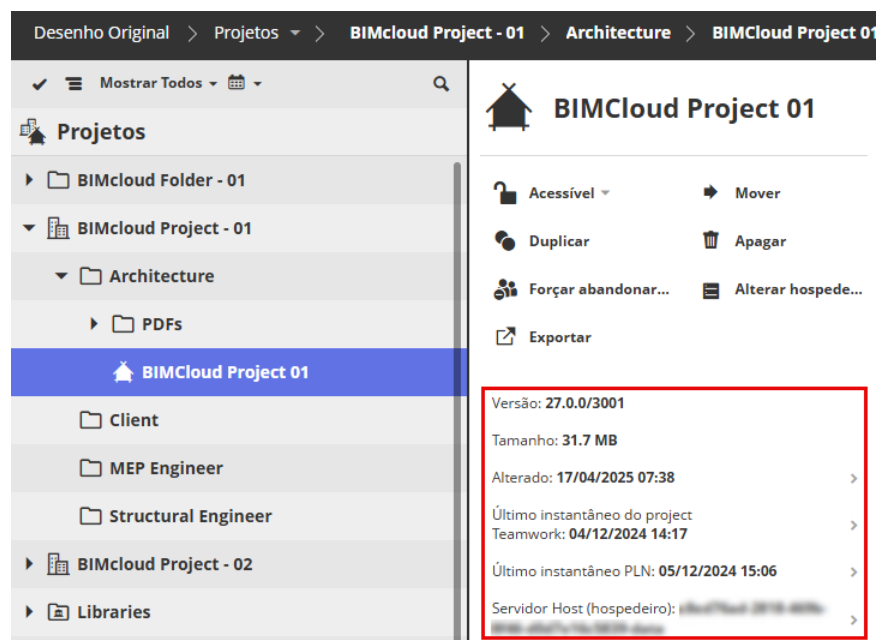 Desenho Original > Projetos > BIMcloud Project - 01 > Architecture > BIMCloud Project 01
Mostrar Todos
Projetos
BIMcloud Folder - 01
BIMcloud Project - 01
Architecture
PDFs
BIMCloud Project 01
Client
MEP Engineer
Structural Engineer
BIMcloud Project - 02
Libraries
BIMCloud Project 01
Acessível
Mover
Duplicar
Apagar
Forçar abandonar...
Alterar hospede...
Exportar
Versão: 27.0.0/3001
Tamanho: 31.7 MB
Alterado: 17/04/2025 07:38
Último instantâneo do project
Teamwork: 04/12/2024 14:17
Último instantâneo PLN: 05/12/2024 15:06
Servidor Host (hospedeiro):